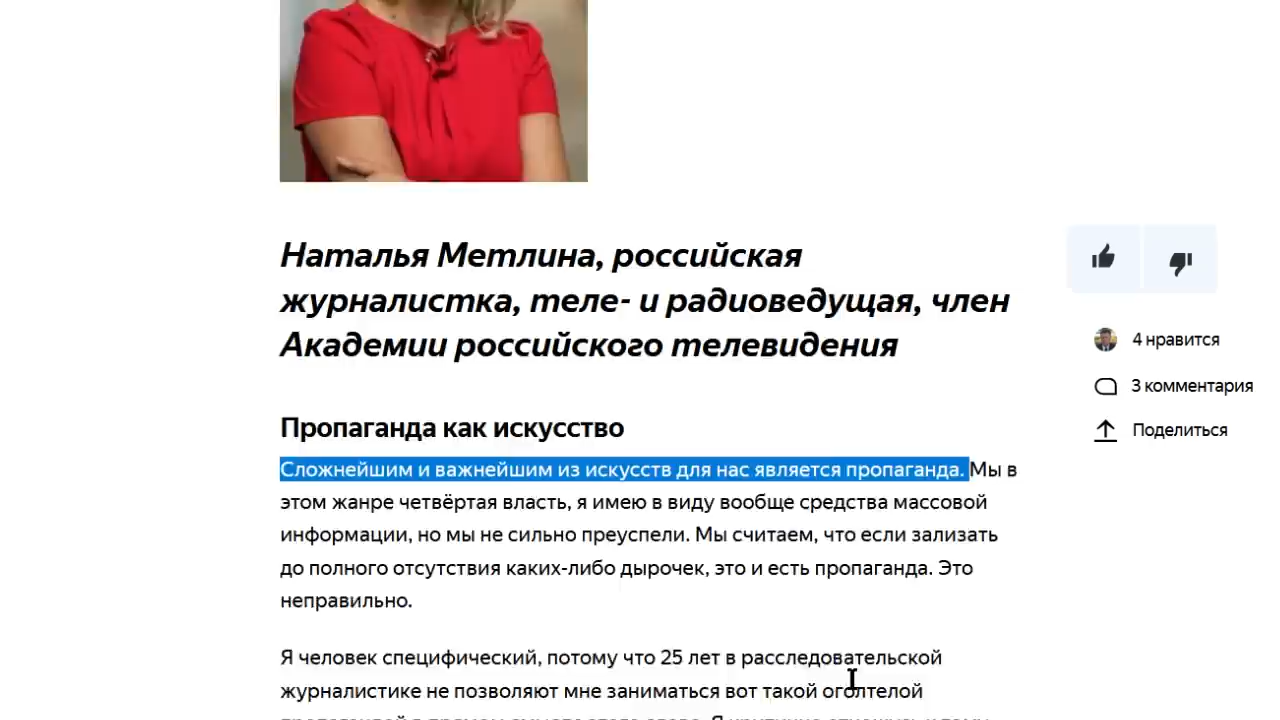 Наталья Метлина, российская
журналистка, теле- и радиоведущая, член
Академии российского телевидения
4 нравится
3 комментария
Поделиться
Пропаганда как искусство
Сложнейшим и важнейшим из искусств для нас является пропаганда. Мы в
этом жанре четвёртая власть, я имею в виду вообще средства массовой
информации, но мы не сильно преуспели. Мы считаем, что если зализать
до полного отсутствия каких-либо дырочек, это и есть пропаганда. Это
неправильно.
Я человек специфический, потому что 25 лет в расследовательской
журналистике не позволяют мне заниматься вот такой оголтелой